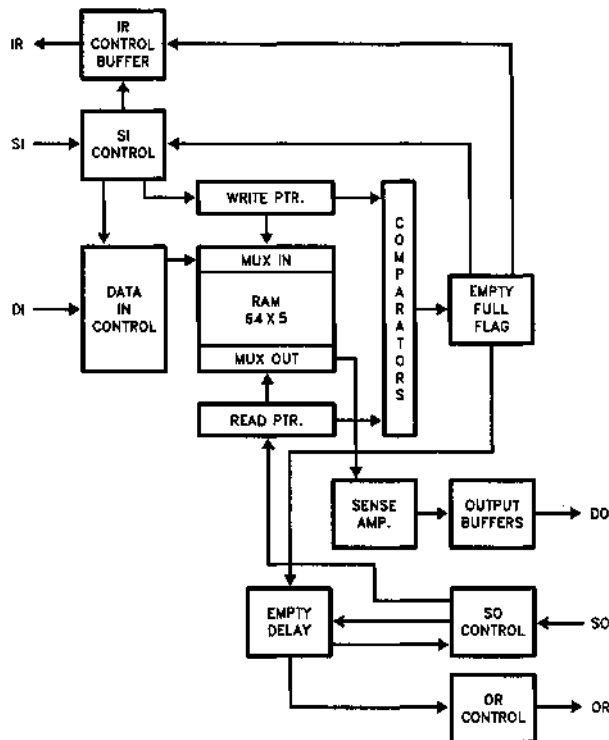 IR
IR
CONTROL
BUFFER
SI
SI
CONTROL
WRITE PTR.
COMPARATORS
DI
DATA
IN
CONTROL
MUX IN
RAM
64 X 5
MUX OUT
EMPTY
FULL
FLAG
READ PTR.
SENSE
AMP.
OUTPUT
BUFFERS
DO
EMPTY
DELAY
SO
CONTROL
SO
OR
CONTROL
OR